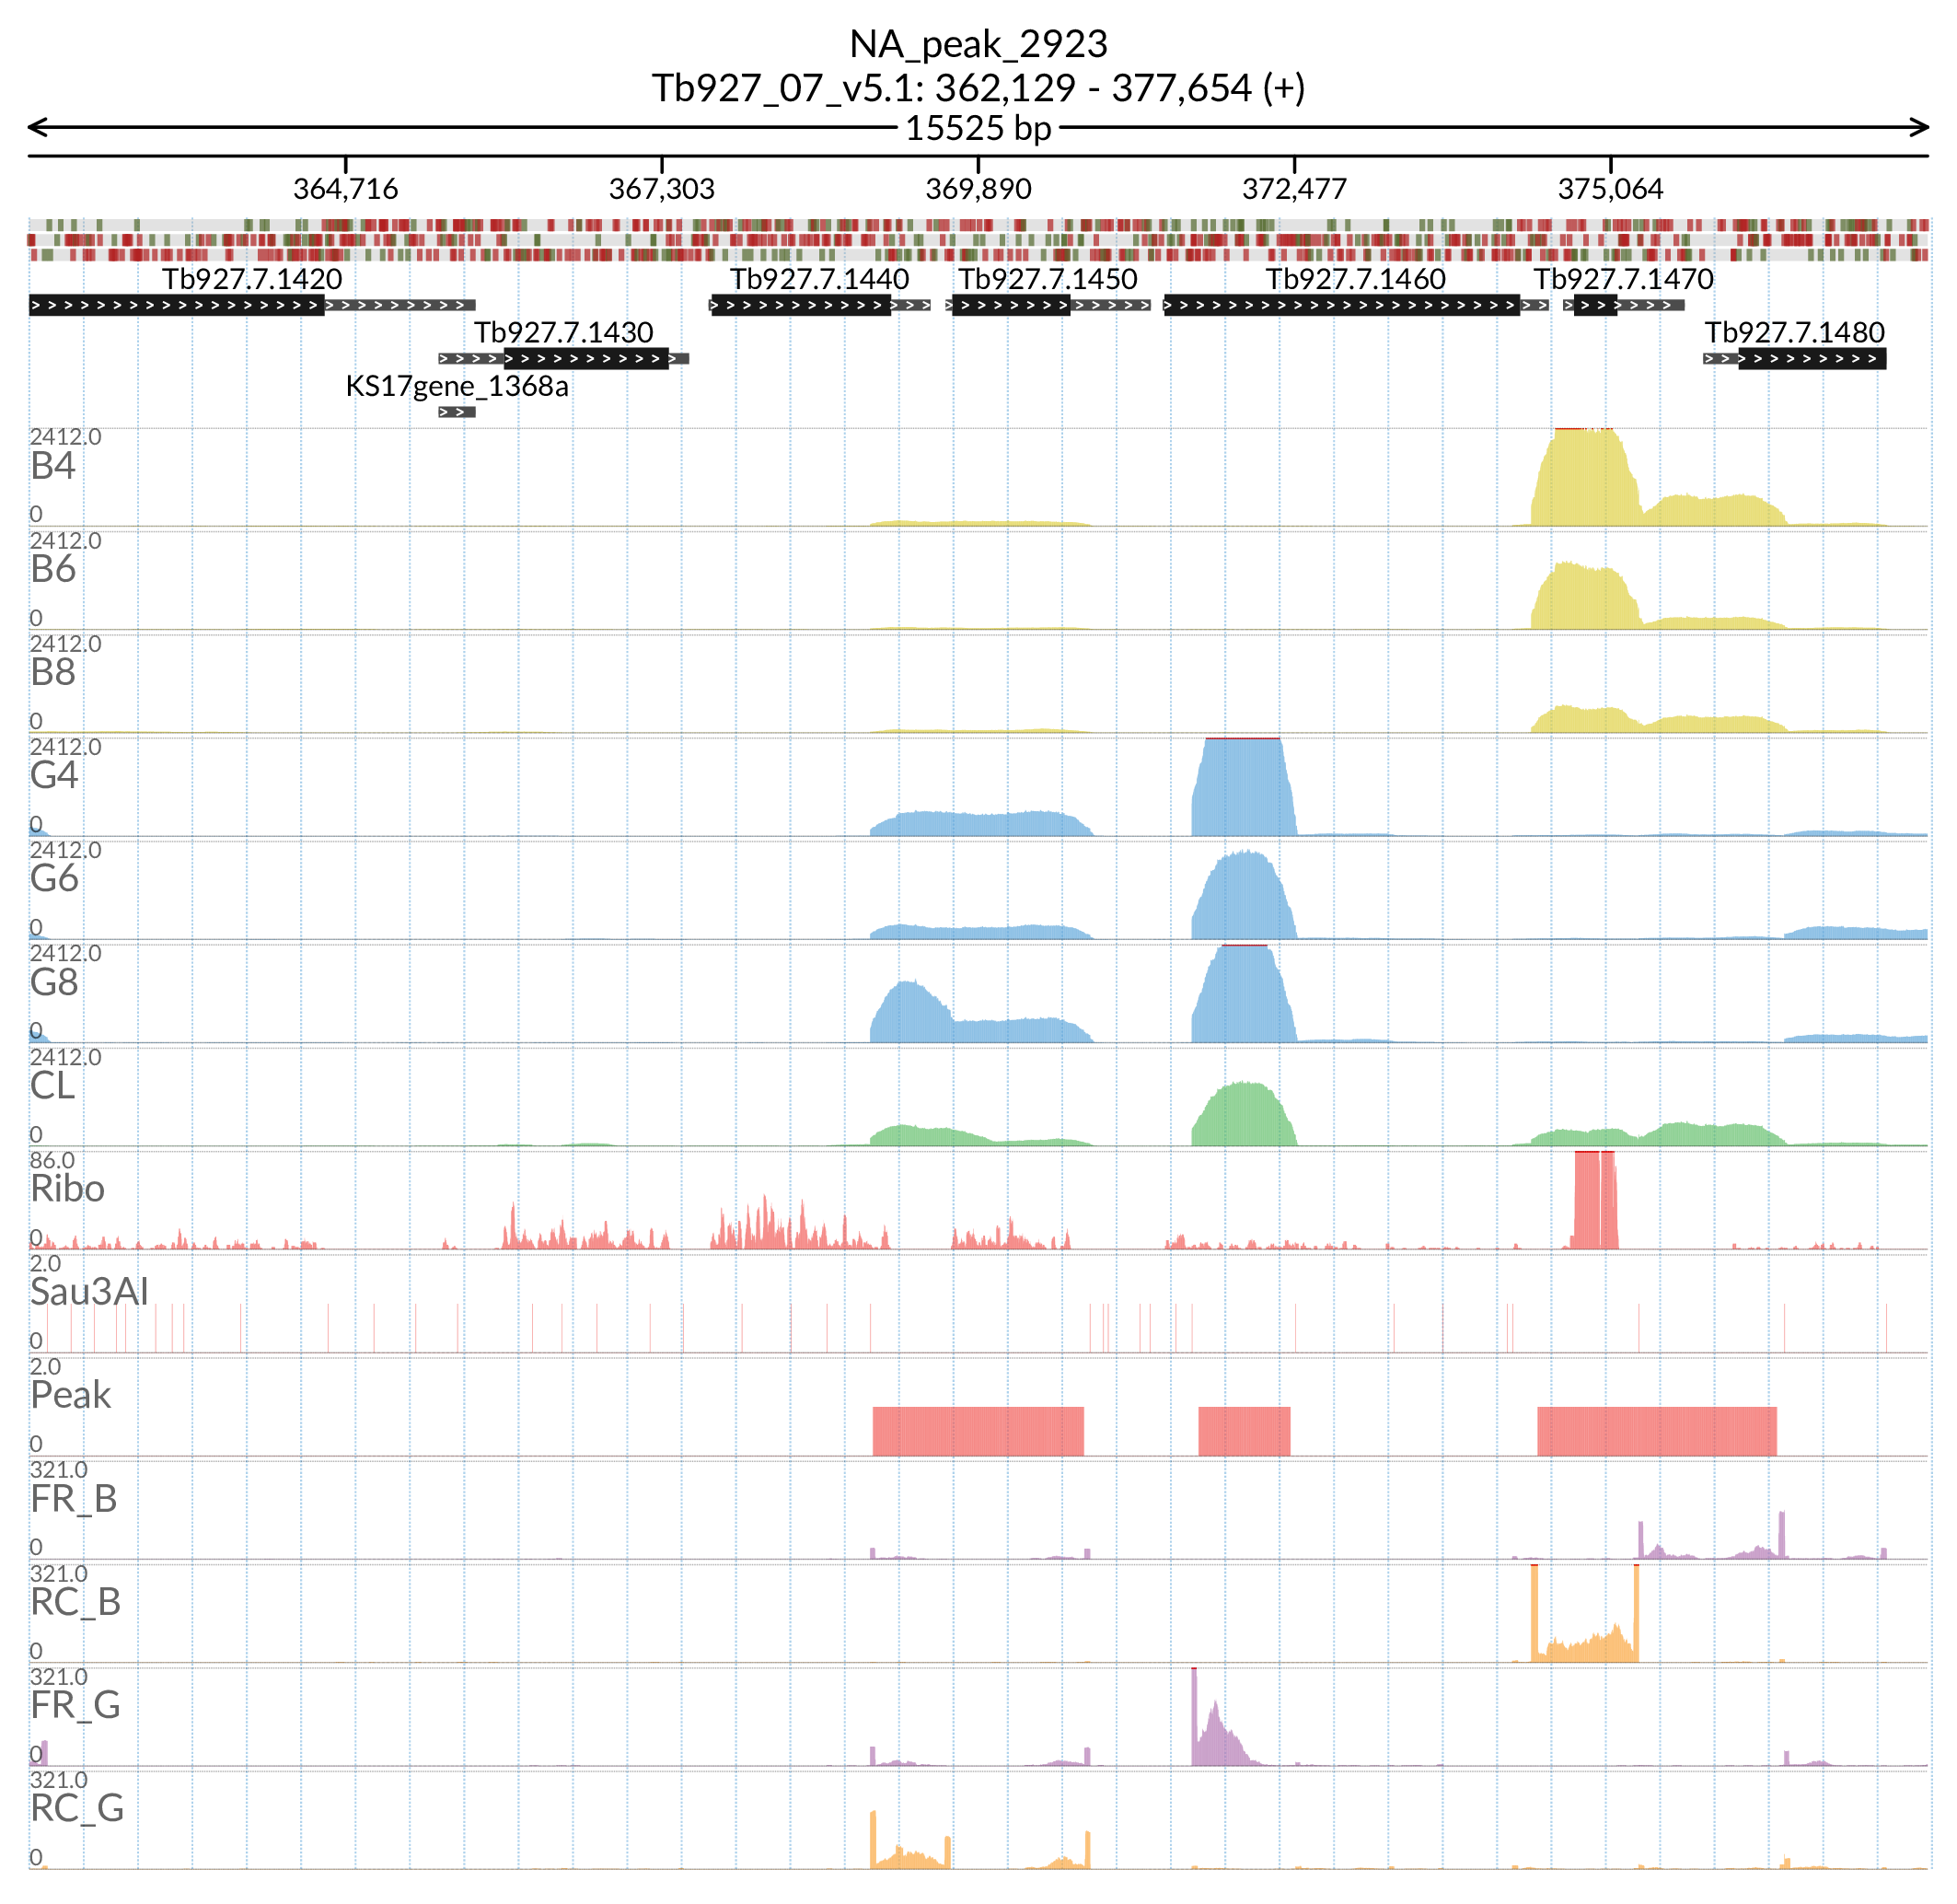 NA_peak_2923
Tb927_07_v5.1: 362,129 - 377,654 (+)
15525 bp
364,716 367,303 369,890 372,477 375,064
Tb927.7.1420 Tb927.7.1440 Tb927.7.1450 Tb927.7.1460 Tb927.7.1470
Tb927.7.1430 Tb927.7.1480
KS17gene_1368a
2412.0
B4
0
2412.0
B6
0
2412.0
B8
0
2412.0
G4
0
2412.0
G6
0
2412.0
G8
0
2412.0
CL
0
86.0
Ribo
0
2.0
Sau3AI
0
2.0
Peak
0
321.0
FR_B
0
321.0
RC_B
0
321.0
FR_G
0
321.0
RC_G
0